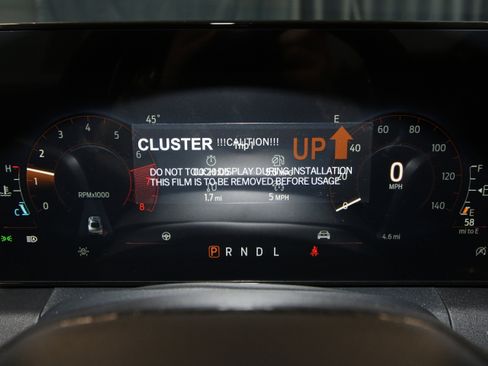 45° E
CLUSTER !!!CAUTION!!! UP
DO NOT TOUCH DISPLAY DURING INSTALLATION
THIS FILM IS TO BE REMOVED BEFORE USAGE
1.7 mi 5 MPH
0
1
2
3
4
5
6
7
8
RPMx1000
H
C
0
20
40
60
80
100
120
140
0
MPH
F
E
58
mi to E
4.6 mi
P R N D L